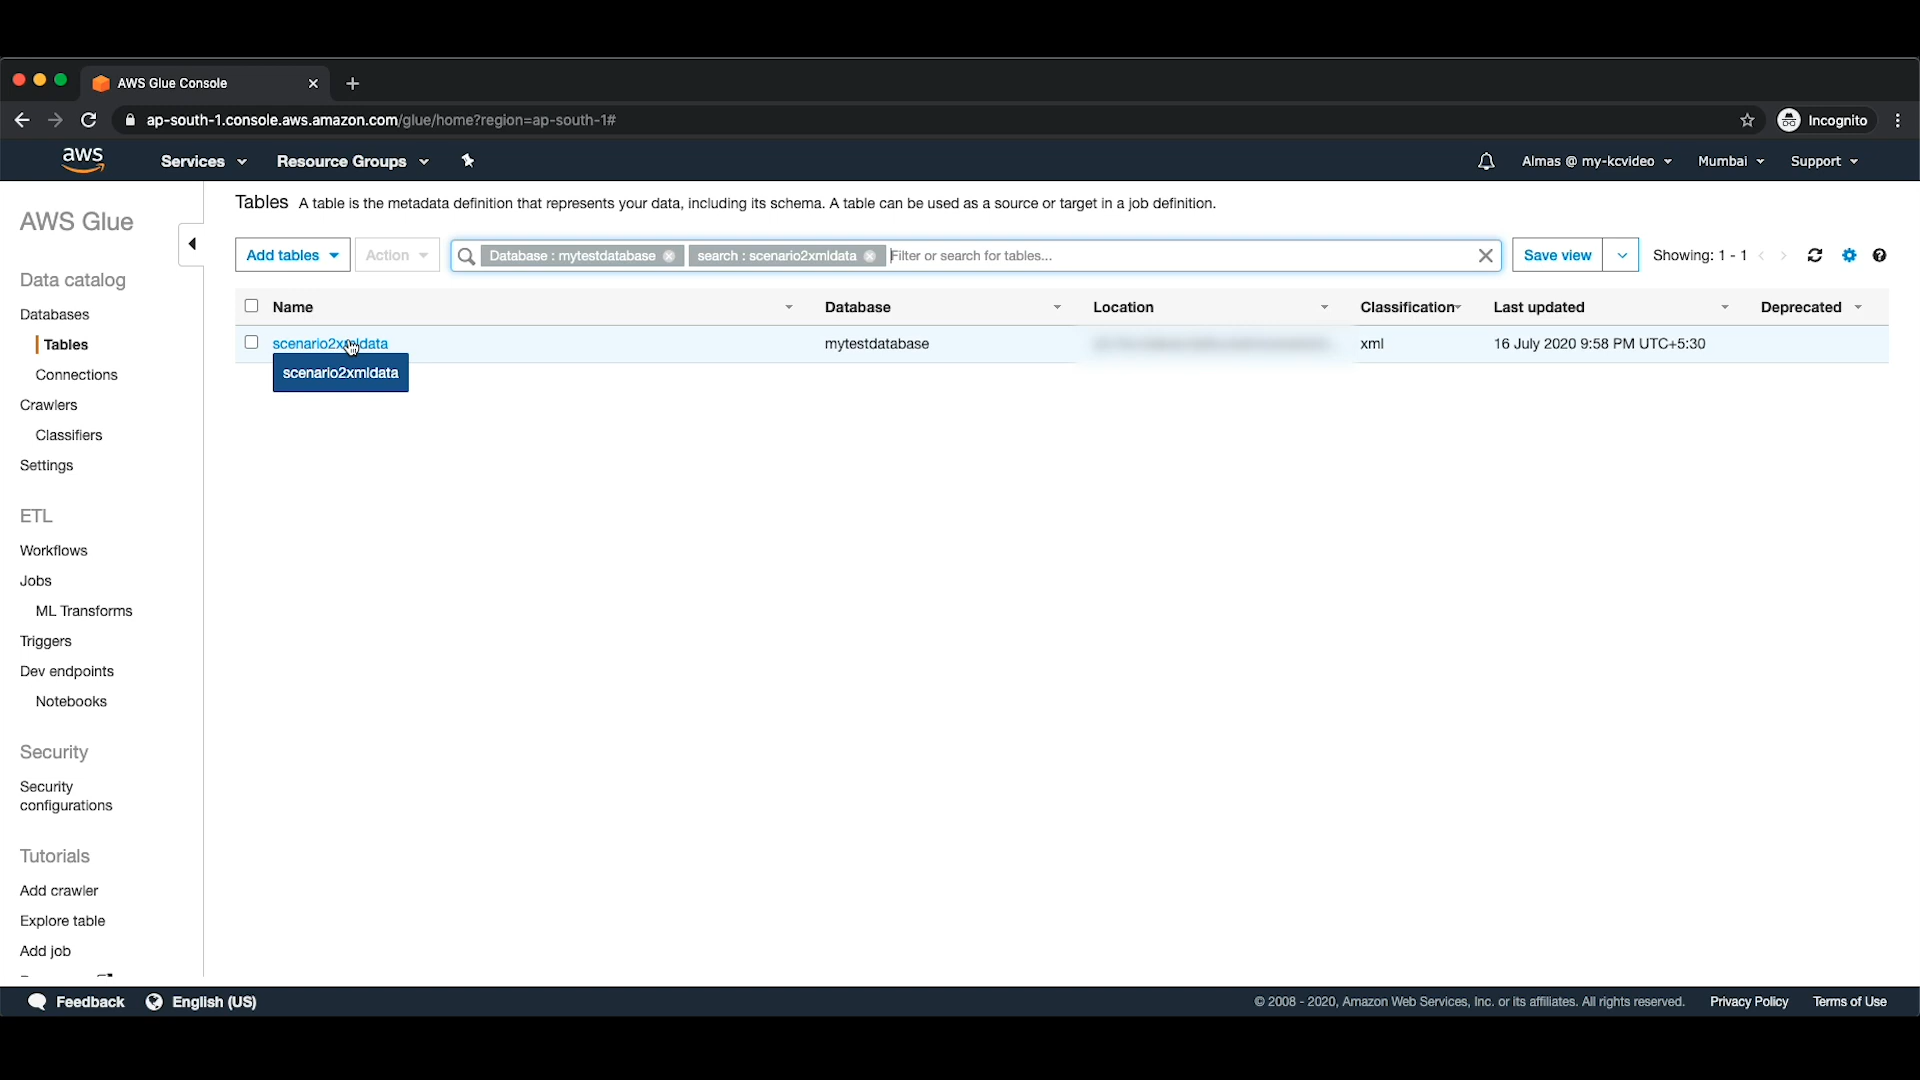 AWS Glue Console
ap-south-1.console.aws.amazon.com/glue/home?region=ap-south-1#
Incognito
aws
Services
Resource Groups
Almas @ my-kcvideo
Mumbai
Support
AWS Glue
Data catalog
Databases
Tables
Connections
Crawlers
Classifiers
Settings
ETL
Workflows
Jobs
ML Transforms
Triggers
Dev endpoints
Notebooks
Security
Security
configurations
Tutorials
Add crawler
Explore table
Add job
Tables A table is the metadata definition that represents your data, including its schema. A table can be used as a source or target in a job definition.
Add tables
Action
Database : mytestdatabase
search : scenario2xmldata
Filter or search for tables...
Save view
Showing: 1 - 1
Name Database Location Classification Last updated Deprecated
scenario2xmldata mytestdatabase xml 16 July 2020 9:58 PM UTC+5:30
scenario2xmldata
Feedback
English (US)
© 2008 - 2020, Amazon Web Services, Inc. or its affiliates. All rights reserved.
Privacy Policy
Terms of Use